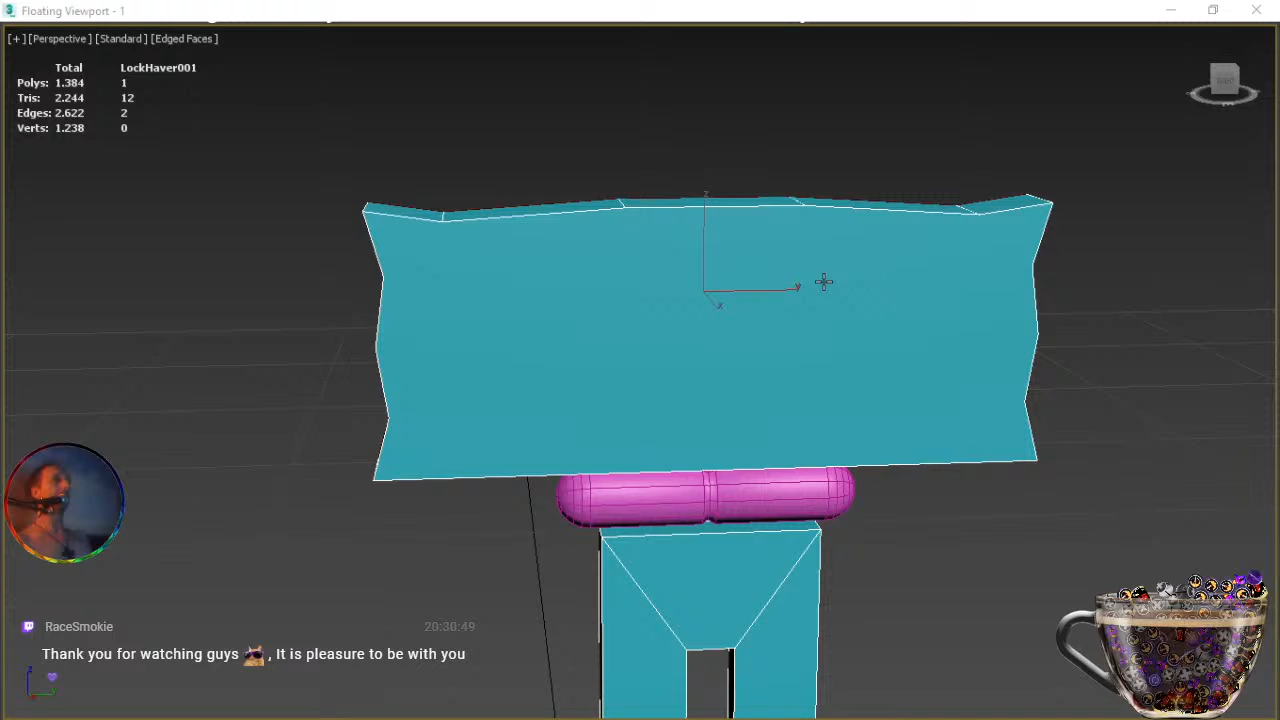 Floating Viewport - 1
[+] [Perspective] [Standard] [Edged Faces]
Total LockHaver001
Polys: 1.384 1
Tris: 2.244 12
Edges: 2.622 2
Verts: 1.238 0
z
y
x
RaceSmokie 20:30:49
Thank you for watching guys , It is pleasure to be with you